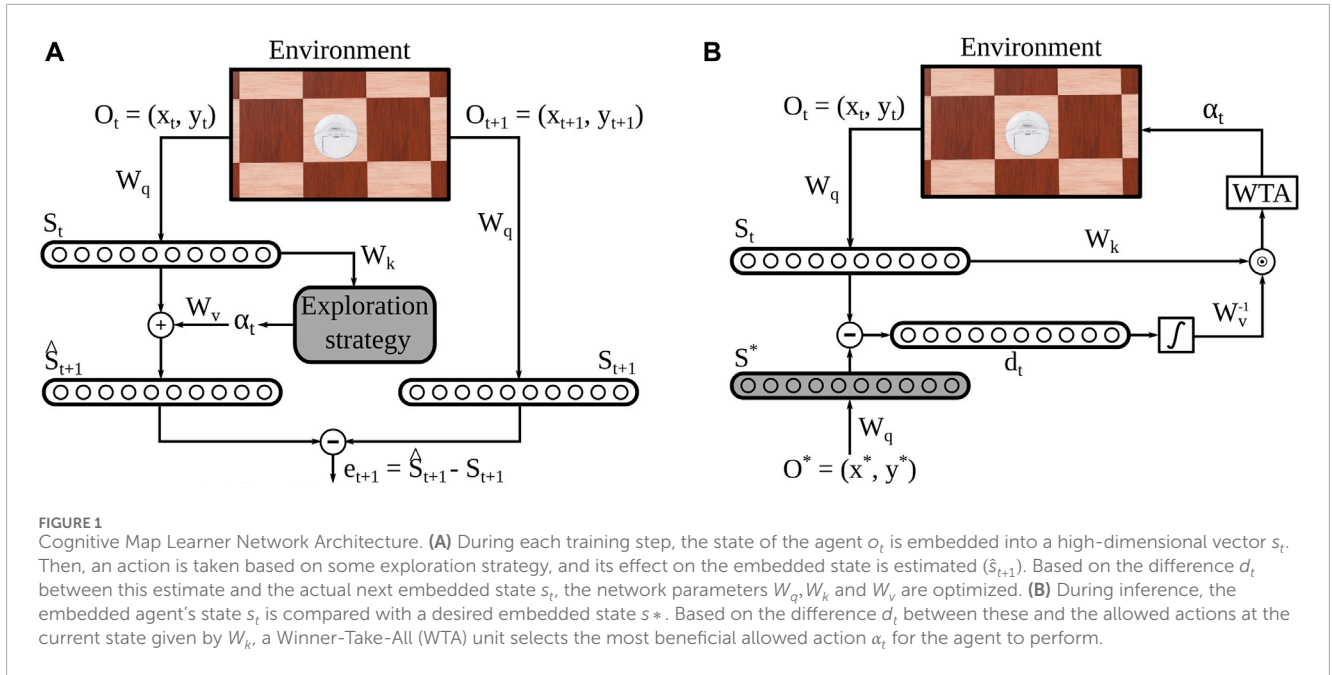 A
Environment
O_t = (x_t, y_t)
O_{t+1} = (x_{t+1}, y_{t+1})
W_q
W_q
S_t
W_k
Exploration
strategy
W_v
α_t
+
Ŝ_{t+1}
S_{t+1}
−
e_{t+1} = Ŝ_{t+1} - S_{t+1}
B
Environment
O_t = (x_t, y_t)
α_t
W_q
WTA
S_t
W_k
W_v^{-1}
−
∫
d_t
S*
W_q
O* = (x*, y*)
FIGURE 1
Cognitive Map Learner Network Architecture. (A) During each training step, the state of the agent o_t is embedded into a high-dimensional vector s_t.
Then, an action is taken based on some exploration strategy, and its effect on the embedded state is estimated (ŝ_{t+1}). Based on the difference d_t
between this estimate and the actual next embedded state s_t, the network parameters W_q, W_k and W_v are optimized. (B) During inference, the
embedded agent's state s_t is compared with a desired embedded state s∗. Based on the difference d_t between these and the allowed actions at the
current state given by W_k, a Winner-Take-All (WTA) unit selects the most beneficial allowed action α_t for the agent to perform.